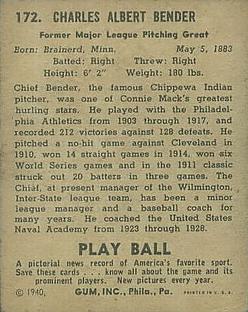 172. CHARLES ALBERT BENDER
Former Major League Pitching Great
Born: Brainerd, Minn. May 5, 1883
Batted: Right Threw: Right
Height: 6' 2" Weight: 180 lbs.
Chief Bender, the famous Chippewa Indian
pitcher, was one of Connie Mack's greatest
hurling stars. He played with the Philadelphia
Athletics from 1903 through 1917, and
recorded 212 victories against 128 defeats. He
pitched a no-hit game against Cleveland in
1910, won 14 straight games in 1914, won six
World Series games and in the 1911 classic
struck out 20 batters in three games. The
Chief, at present manager of the Wilmington,
Inter-State league team, has been a minor
league manager and a baseball coach for
many years. He coached the United States
Naval Academy from 1923 through 1928.
PLAY BALL
A pictorial news record of America's favorite sport.
Save these cards . . . know all about the game and its
prominent players. New pictures every year.
© 1940, GUM, INC., Phila., Pa. PRINTED IN U. S. A.